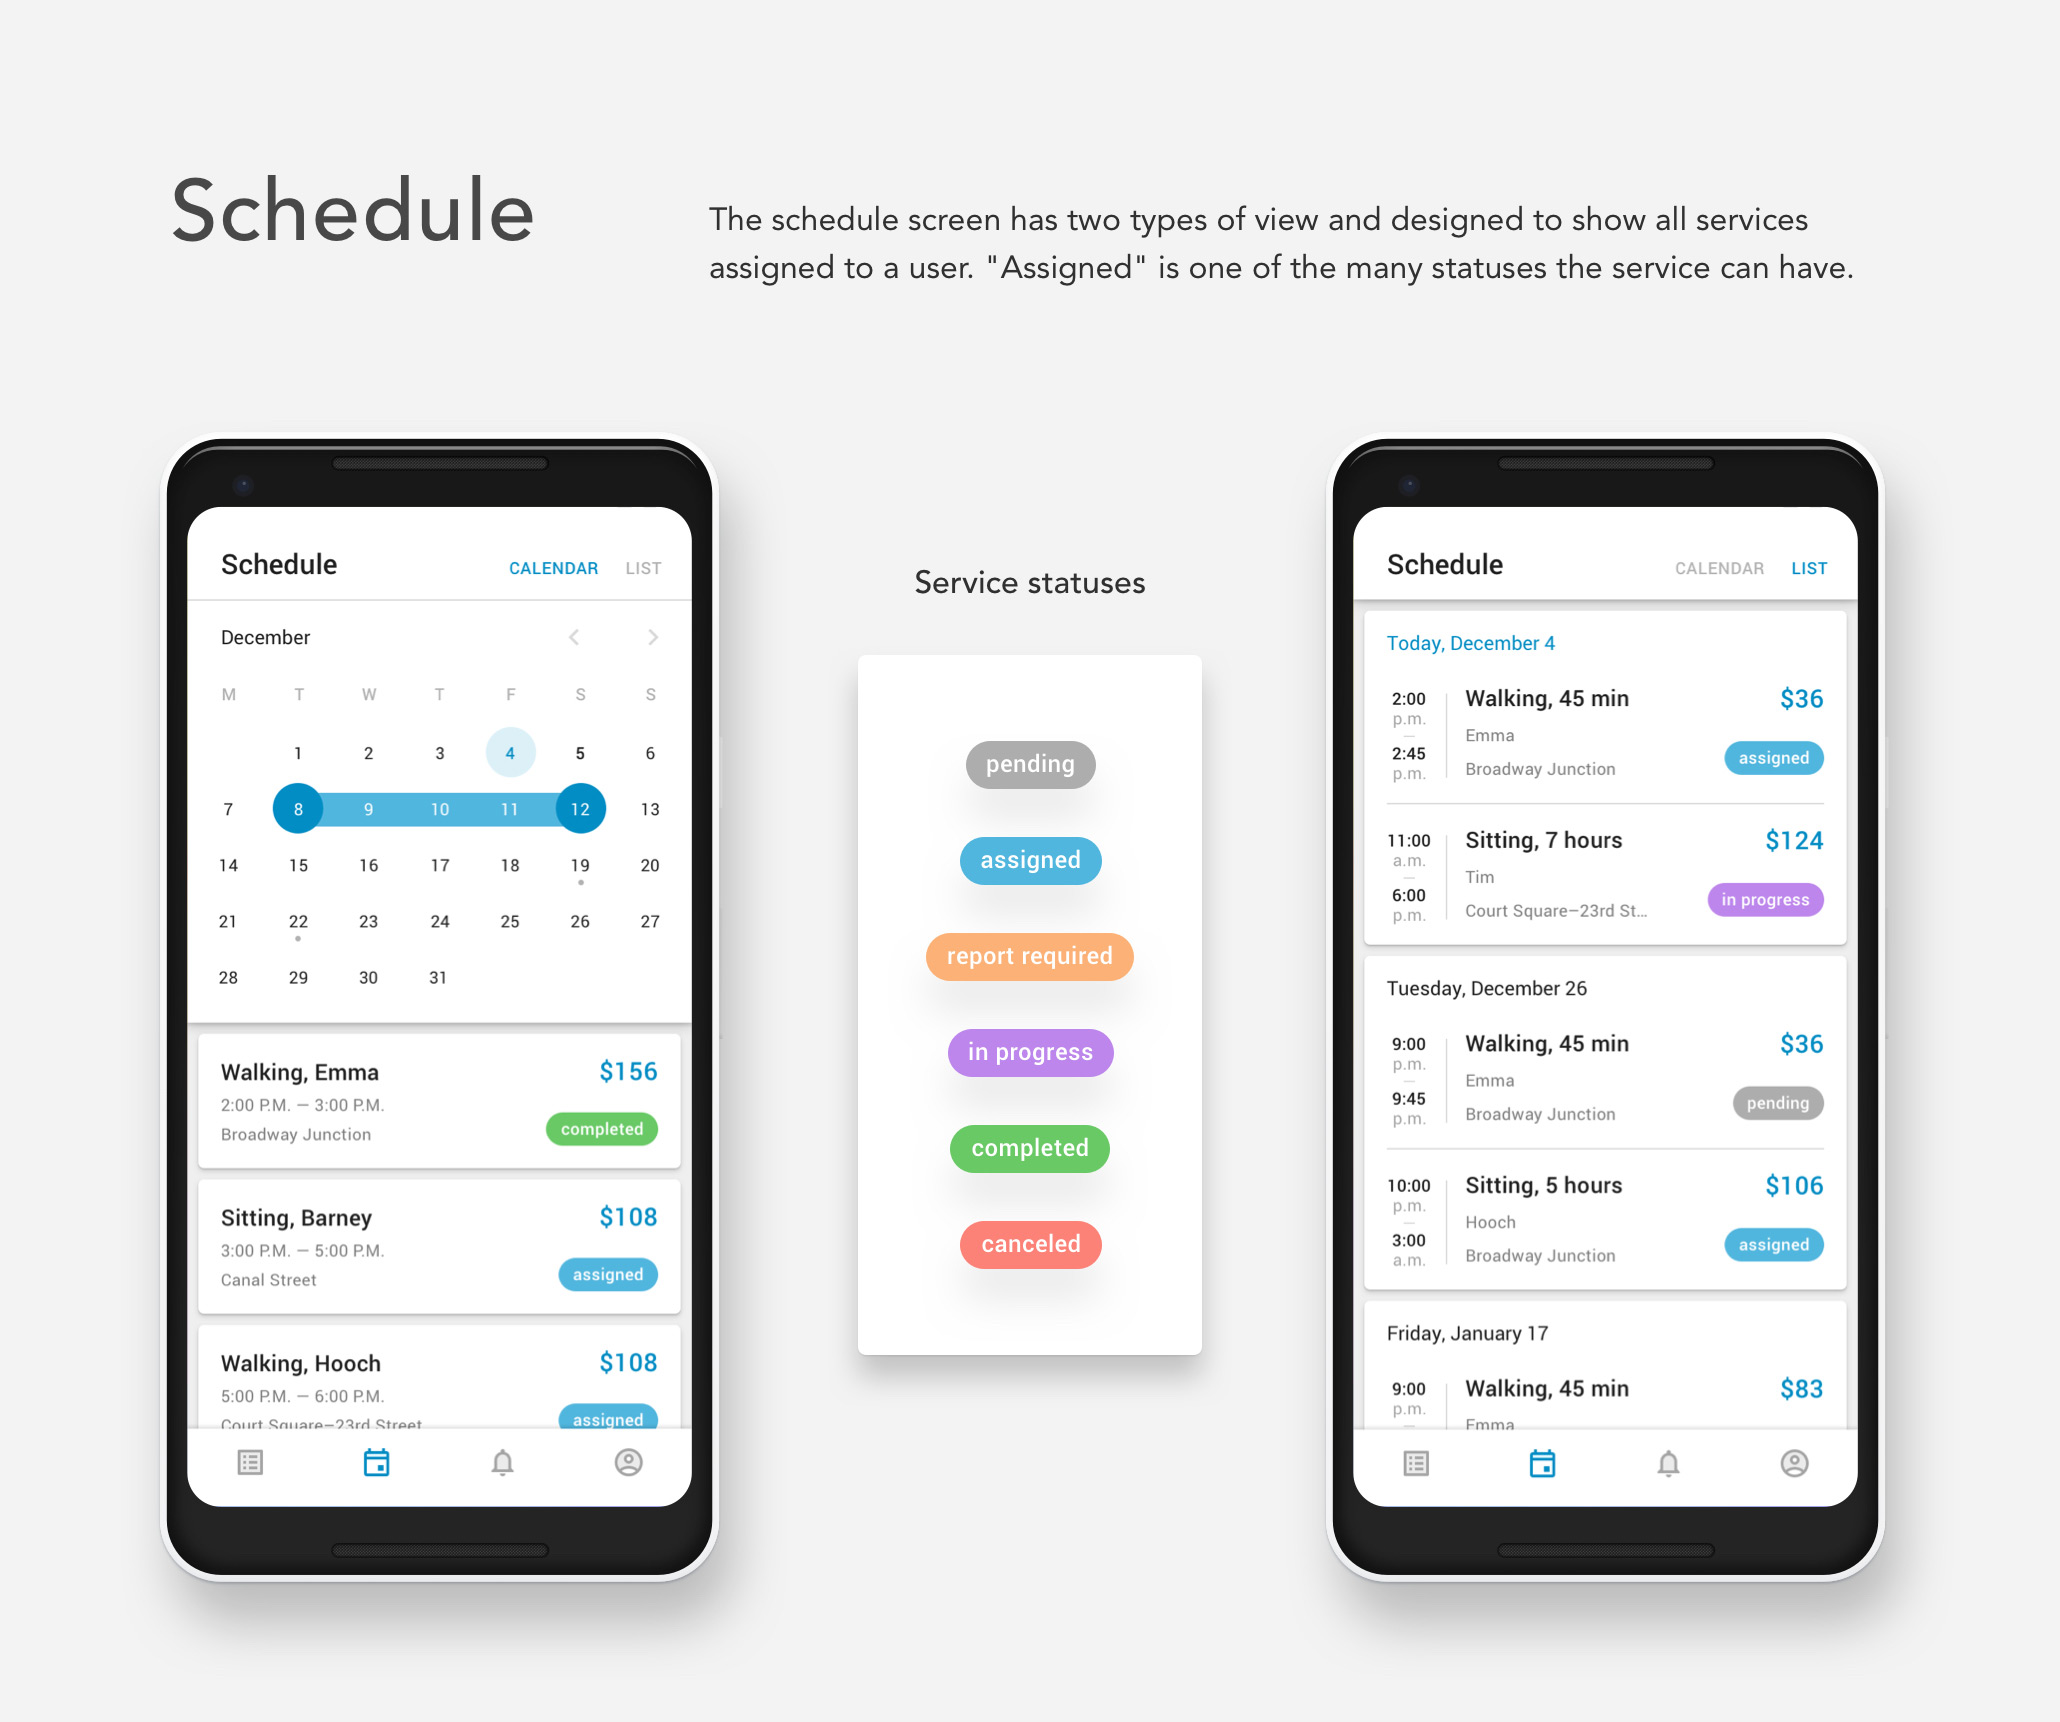 Schedule
The schedule screen has two types of view and designed to show all services
assigned to a user. "Assigned" is one of the many statuses the service can have.
Schedule
CALENDAR LIST
December
M T W T F S S
1 2 3 4 5 6
7 8 9 10 11 12 13
14 15 16 17 18 19 20
21 22 23 24 25 26 27
28 29 30 31
Walking, Emma $156
2:00 P.M. — 3:00 P.M.
Broadway Junction completed
Sitting, Barney $108
3:00 P.M. — 5:00 P.M.
Canal Street assigned
Walking, Hooch $108
5:00 P.M. — 6:00 P.M.
Court Square–23rd Street assigned
Service statuses
pending
assigned
report required
in progress
completed
canceled
Schedule
CALENDAR LIST
Today, December 4
2:00 p.m. — 2:45 p.m.
Walking, 45 min $36
Emma
Broadway Junction assigned
11:00 a.m. — 6:00 p.m.
Sitting, 7 hours $124
Tim
Court Square–23rd St... in progress
Tuesday, December 26
9:00 p.m. — 9:45 p.m.
Walking, 45 min $36
Emma
Broadway Junction pending
10:00 p.m. — 3:00 a.m.
Sitting, 5 hours $106
Hooch
Broadway Junction assigned
Friday, January 17
9:00 p.m. —
Walking, 45 min $83
Emma